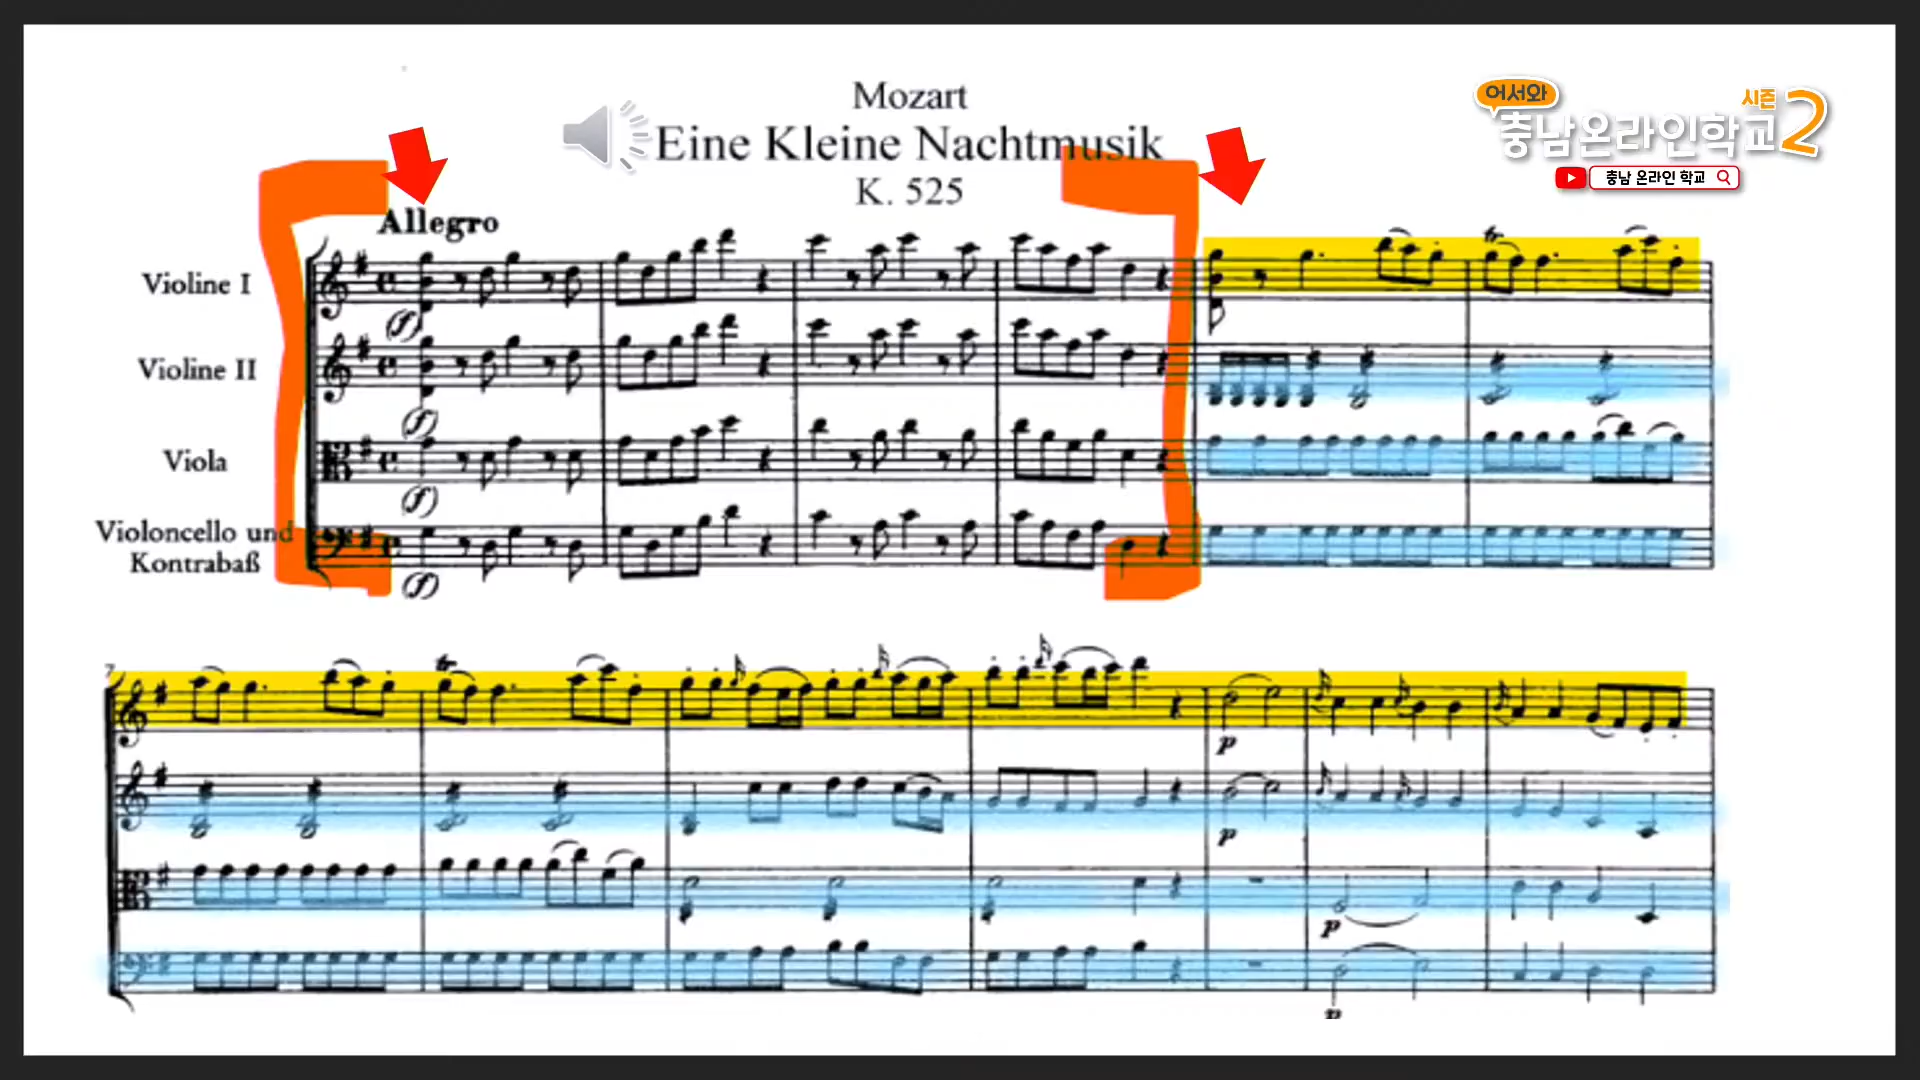 Mozart
Eine Kleine Nachtmusik
K. 525
어서와
시즌
충남온라인학교2
충남 온라인 학교
Allegro
Violine I
(f)
Violine II
(f)
Viola
(f)
Violoncello und
Kontrabaß
(f)
7
p
p
p
p